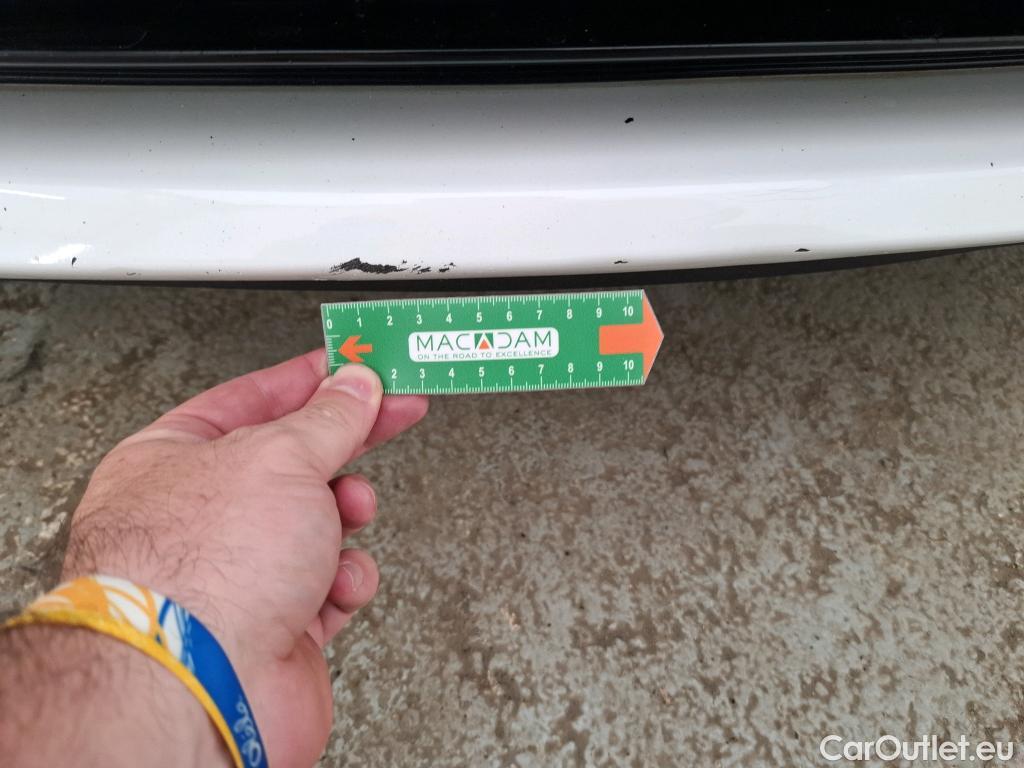 0 1 2 3 4 5 6 7 8 9 10
MACADAM
ON THE ROAD TO EXCELLENCE
2 3 4 5 6 7 8 9 10
CarOutlet.eu